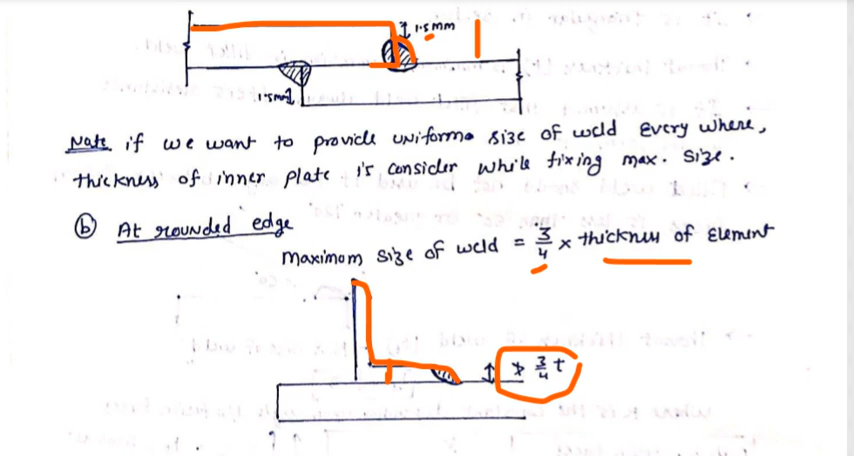 1.5mm
1.5mm
Note if we want to provide uniform size of weld every where,
thickness of inner plate is consider while fixing max. size.
(b) At rounded edge
Maximum size of weld = 3/4 x thickness of Element
≯ 3/4 t